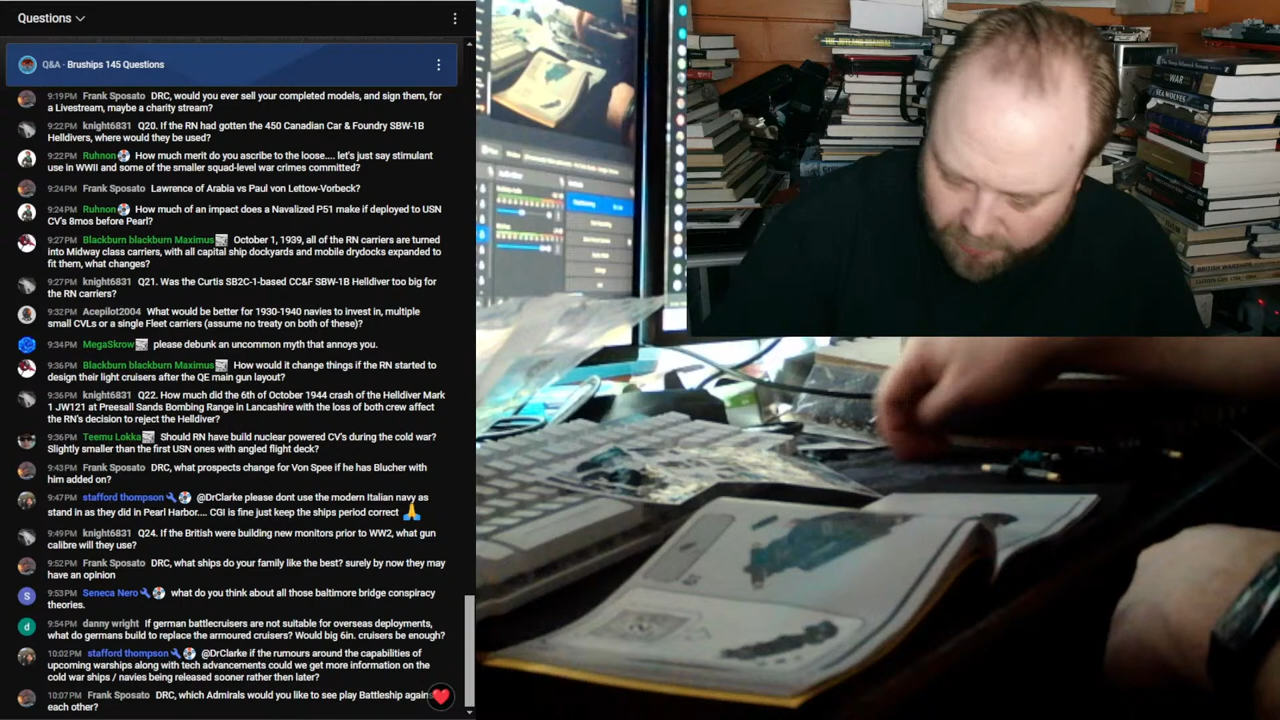 Questions
Q&A · Bruships 145 Questions
9:19PM Frank Sposato DRC, would you ever sell your completed models, and sign them, for
a Livestream, maybe a charity stream?
9:22PM knight6831 Q20. If the RN had gotten the 450 Canadian Car & Foundry SBW-1B
Helldivers, where would they be used?
9:22PM Ruhnon How much merit do you ascribe to the loose.... let's just say stimulant
use in WWII and some of the smaller squad-level war crimes committed?
9:24PM Frank Sposato Lawrence of Arabia vs Paul von Lettow-Vorbeck?
9:24PM Ruhnon How much of an impact does a Navalized P51 make if deployed to USN
CV's 8mos before Pearl?
9:27PM Blackburn blackburn Maximus October 1, 1939, all of the RN carriers are turned
into Midway class carriers, with all capital ship dockyards and mobile drydocks expanded to
fit them, what changes?
9:27PM knight6831 Q21. Was the Curtis SB2C-1-based CC&F SBW-1B Helldiver too big for
the RN carriers?
9:32PM Acepilot2004 What would be better for 1930-1940 navies to invest in, multiple
small CVLs or a single Fleet carriers (assume no treaty on both of these)?
9:34PM MegaSkrow please debunk an uncommon myth that annoys you.
9:36PM Blackburn blackburn Maximus How would it change things if the RN started to
design their light cruisers after the QE main gun layout?
9:36PM knight6831 Q22. How much did the 6th of October 1944 crash of the Helldiver Mark
1 JW121 at Preesall Sands Bombing Range in Lancashire with the loss of both crew affect
the RN's decision to reject the Helldiver?
9:36PM Teemu Lokka Should RN have build nuclear powered CV's during the cold war?
Slightly smaller than the first USN ones with angled flight deck?
9:43PM Frank Sposato DRC, what prospects change for Von Spee if he has Blucher with
him added on?
9:47PM stafford thompson @DrClarke please dont use the modern Italian navy as
stand in as they did in Pearl Harbor.... CGI is fine just keep the ships period correct 🙏
9:49PM knight6831 Q24. If the British were building new monitors prior to WW2, what gun
calibre will they use?
9:52PM Frank Sposato DRC, what ships do your family like the best? surely by now they may
have an opinion
9:53PM Seneca Nero what do you think about all those baltimore bridge conspiracy
theories.
9:54PM danny wright If german battlecruisers are not suitable for overseas deployments,
what do germans build to replace the armoured cruisers? Would big 6in. cruisers be enough?
10:02PM stafford thompson @DrClarke if the rumours around the capabilities of
upcoming warships along with tech advancements could we get more information on the
cold war ships / navies being released sooner rather then later?
10:07PM Frank Sposato DRC, which Admirals would you like to see play Battleship
each other?
WAR
SEA WOLVES